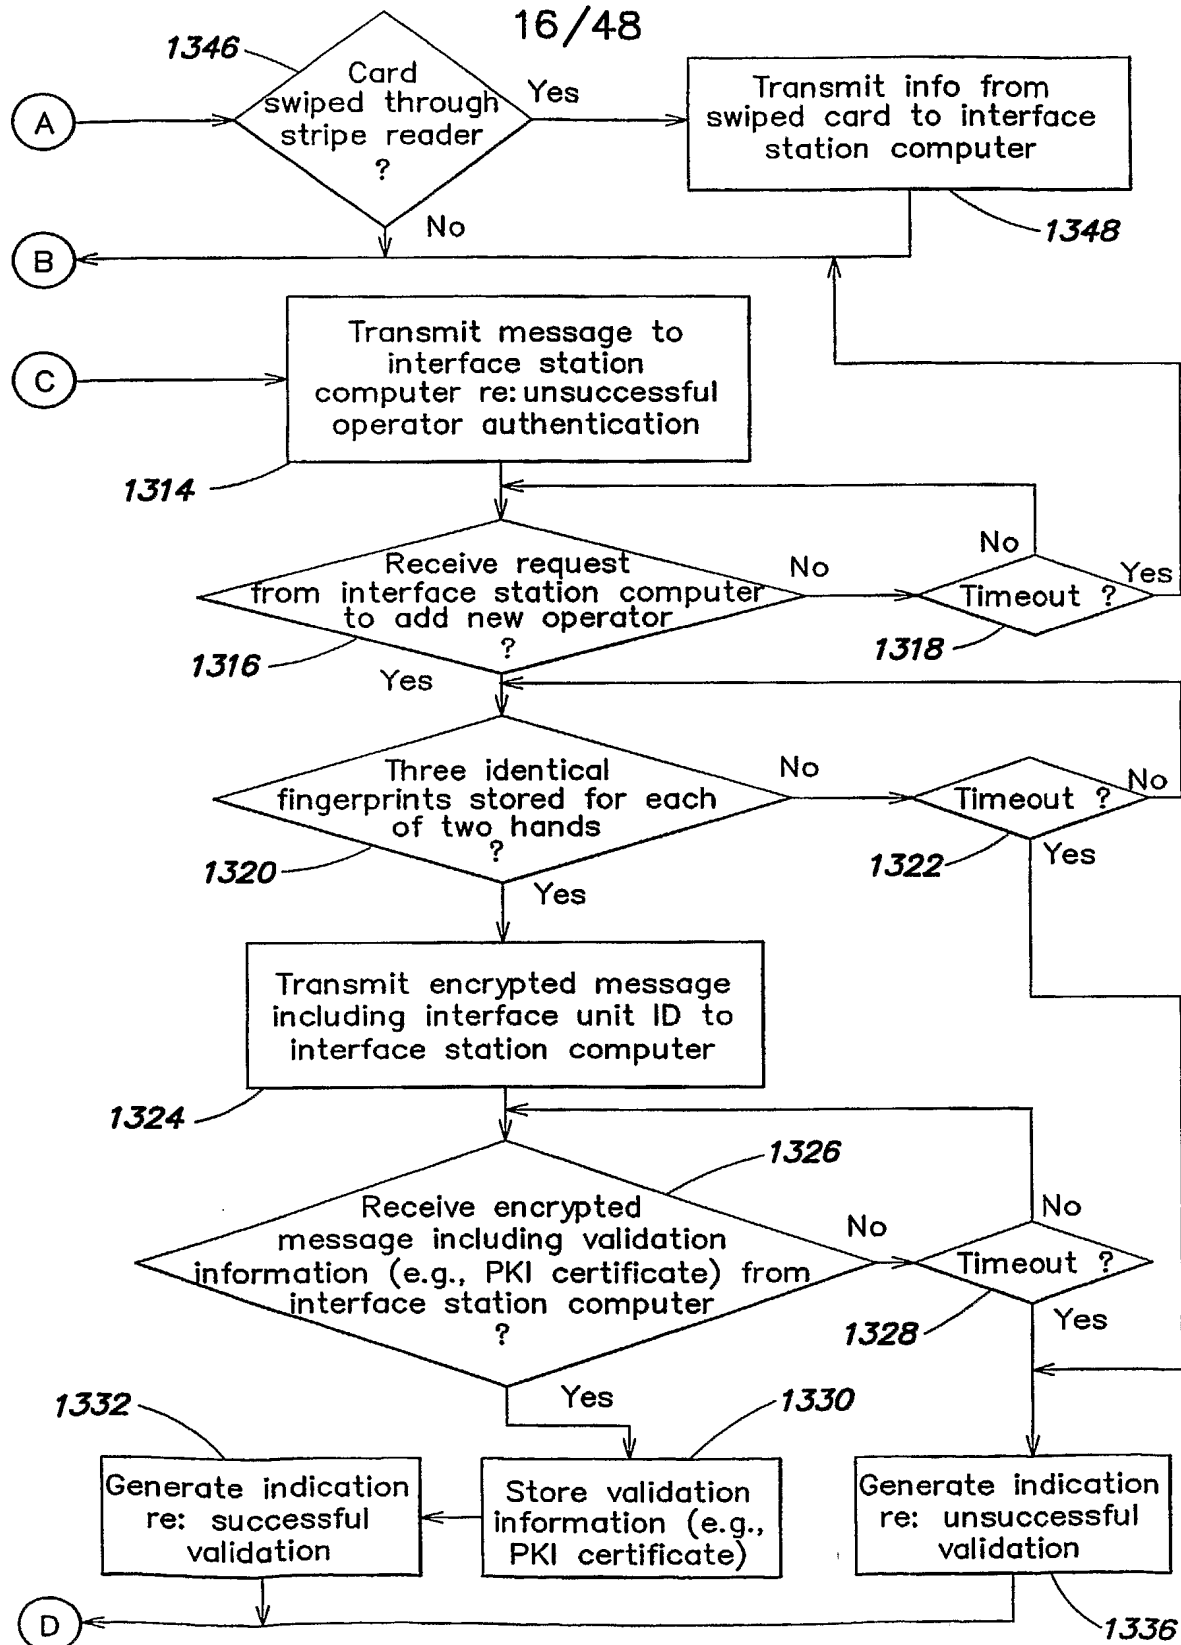 16/48
1346
Card
swiped through
stripe reader
?
Yes
No
A
Transmit info from
swiped card to interface
station computer
1348
B
C
Transmit message to
interface station
computer re: unsuccessful
operator authentication
1314
Receive request
from interface station computer
to add new operator
?
1316
No
Yes
Timeout ?
No
Yes
1318
Three identical
fingerprints stored for each
of two hands
?
1320
No
Yes
Timeout ?
No
1322
Yes
Transmit encrypted message
including interface unit ID to
interface station computer
1324
1326
Receive encrypted
message including validation
information (e.g., PKI certificate) from
interface station computer
?
No
Yes
No
Timeout ?
1328
Yes
1332
1330
Generate indication
re: successful
validation
Store validation
information (e.g.,
PKI certificate)
Generate indication
re: unsuccessful
validation
D
1336